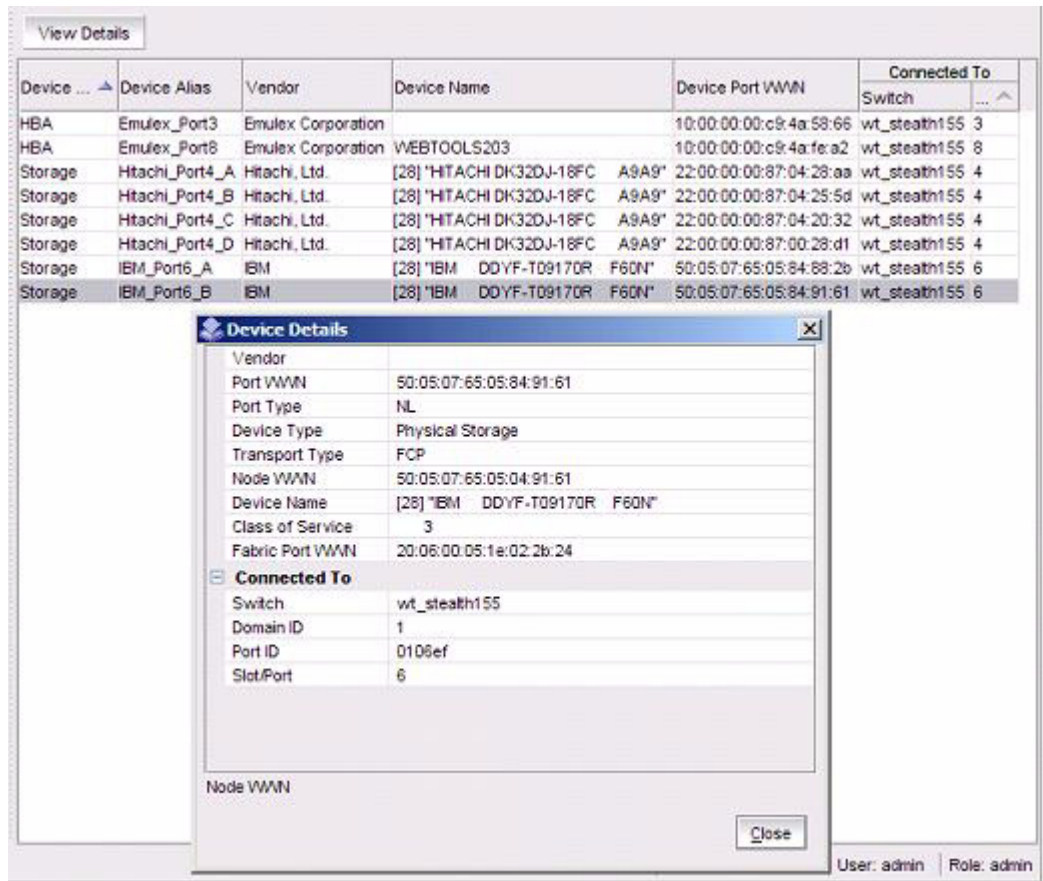 View Details
Connected To
Device ... Device Alias Vendor Device Name Device Port WWN Switch ...
HBA Emulex_Port3 Emulex Corporation 10:00:00:00:c9:4a:58:66 wt_stealth155 3
HBA Emulex_Port8 Emulex Corporation WEBTOOLS203 10:00:00:00:c9:4a:fe:a2 wt_stealth155 8
Storage Hitachi_Port4_A Hitachi, Ltd. [28] "HITACHI DK32DJ-18FC A9A9" 22:00:00:00:87:04:28:aa wt_stealth155 4
Storage Hitachi_Port4_B Hitachi, Ltd. [28] "HITACHI DK32DJ-18FC A9A9" 22:00:00:00:87:04:25:5d wt_stealth155 4
Storage Hitachi_Port4_C Hitachi, Ltd. [28] "HITACHI DK32DJ-18FC A9A9" 22:00:00:00:87:04:20:32 wt_stealth155 4
Storage Hitachi_Port4_D Hitachi, Ltd. [28] "HITACHI DK32DJ-18FC A9A9" 22:00:00:00:87:00:28:d1 wt_stealth155 4
Storage IBM_Port6_A IBM [28] "IBM DDYF-T09170R F60N" 50:05:07:65:05:84:88:2b wt_stealth155 6
Storage IBM_Port6_B IBM [28] "IBM DDYF-T09170R F60N" 50:05:07:65:05:84:91:61 wt_stealth155 6
Device Details
Vendor
Port WWN 50:05:07:65:05:84:91:61
Port Type NL
Device Type Physical Storage
Transport Type FCP
Node WWN 50:05:07:65:05:04:91:61
Device Name [28] "IBM DDYF-T09170R F60N"
Class of Service 3
Fabric Port WWN 20:06:00:05:1e:02:2b:24
Connected To
Switch wt_stealth155
Domain ID 1
Port ID 0106ef
Slot/Port 6
Node WWN
Close
User: admin Role: admin